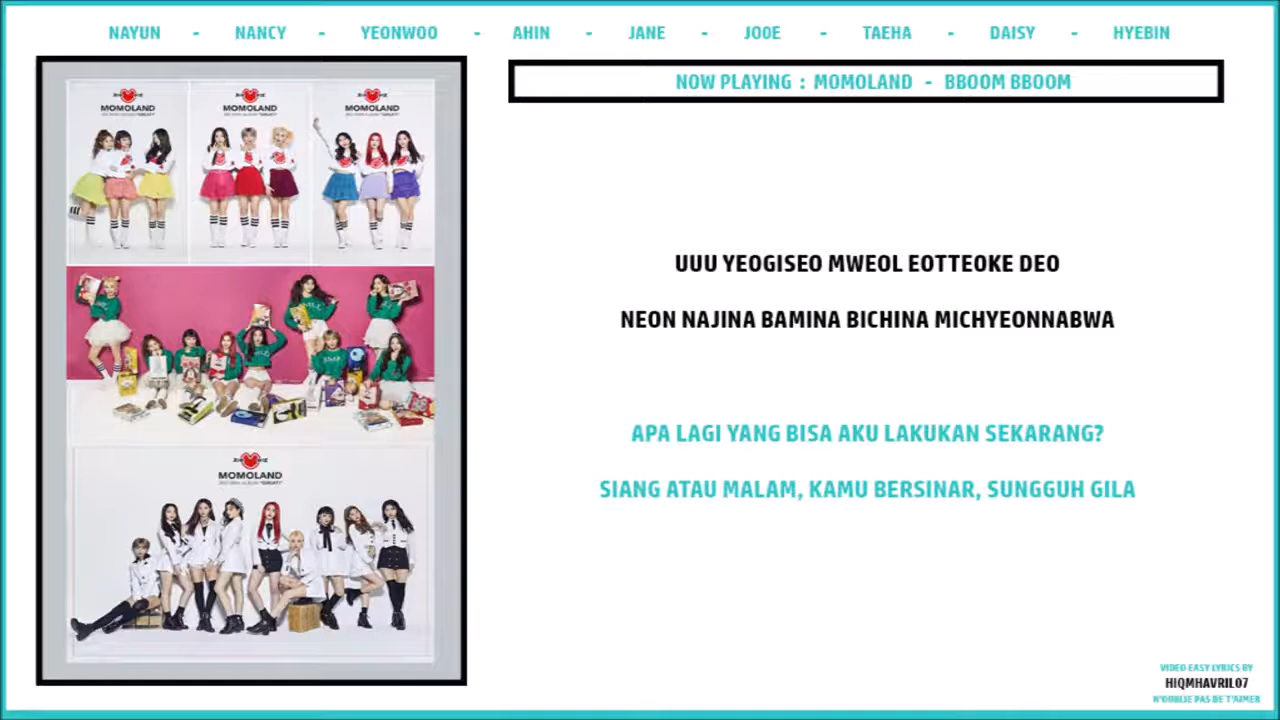 NAYUN - NANCY - YEONWOO - AHIN - JANE - JOOE - TAEHA - DAISY - HYEBIN
NOW PLAYING : MOMOLAND - BBOOM BBOOM
MOMOLAND MOMOLAND MOMOLAND
UUU YEOGISEO MWEOL EOTTEOKE DEO
NEON NAJINA BAMINA BICHINA MICHYEONNABWA
APA LAGI YANG BISA AKU LAKUKAN SEKARANG?
SIANG ATAU MALAM, KAMU BERSINAR, SUNGGUH GILA
MOMOLAND
VIDEO EASY LYRICS BY
HIQMHAVRIL07
N'OUBLIE PAS DE T'AIMER